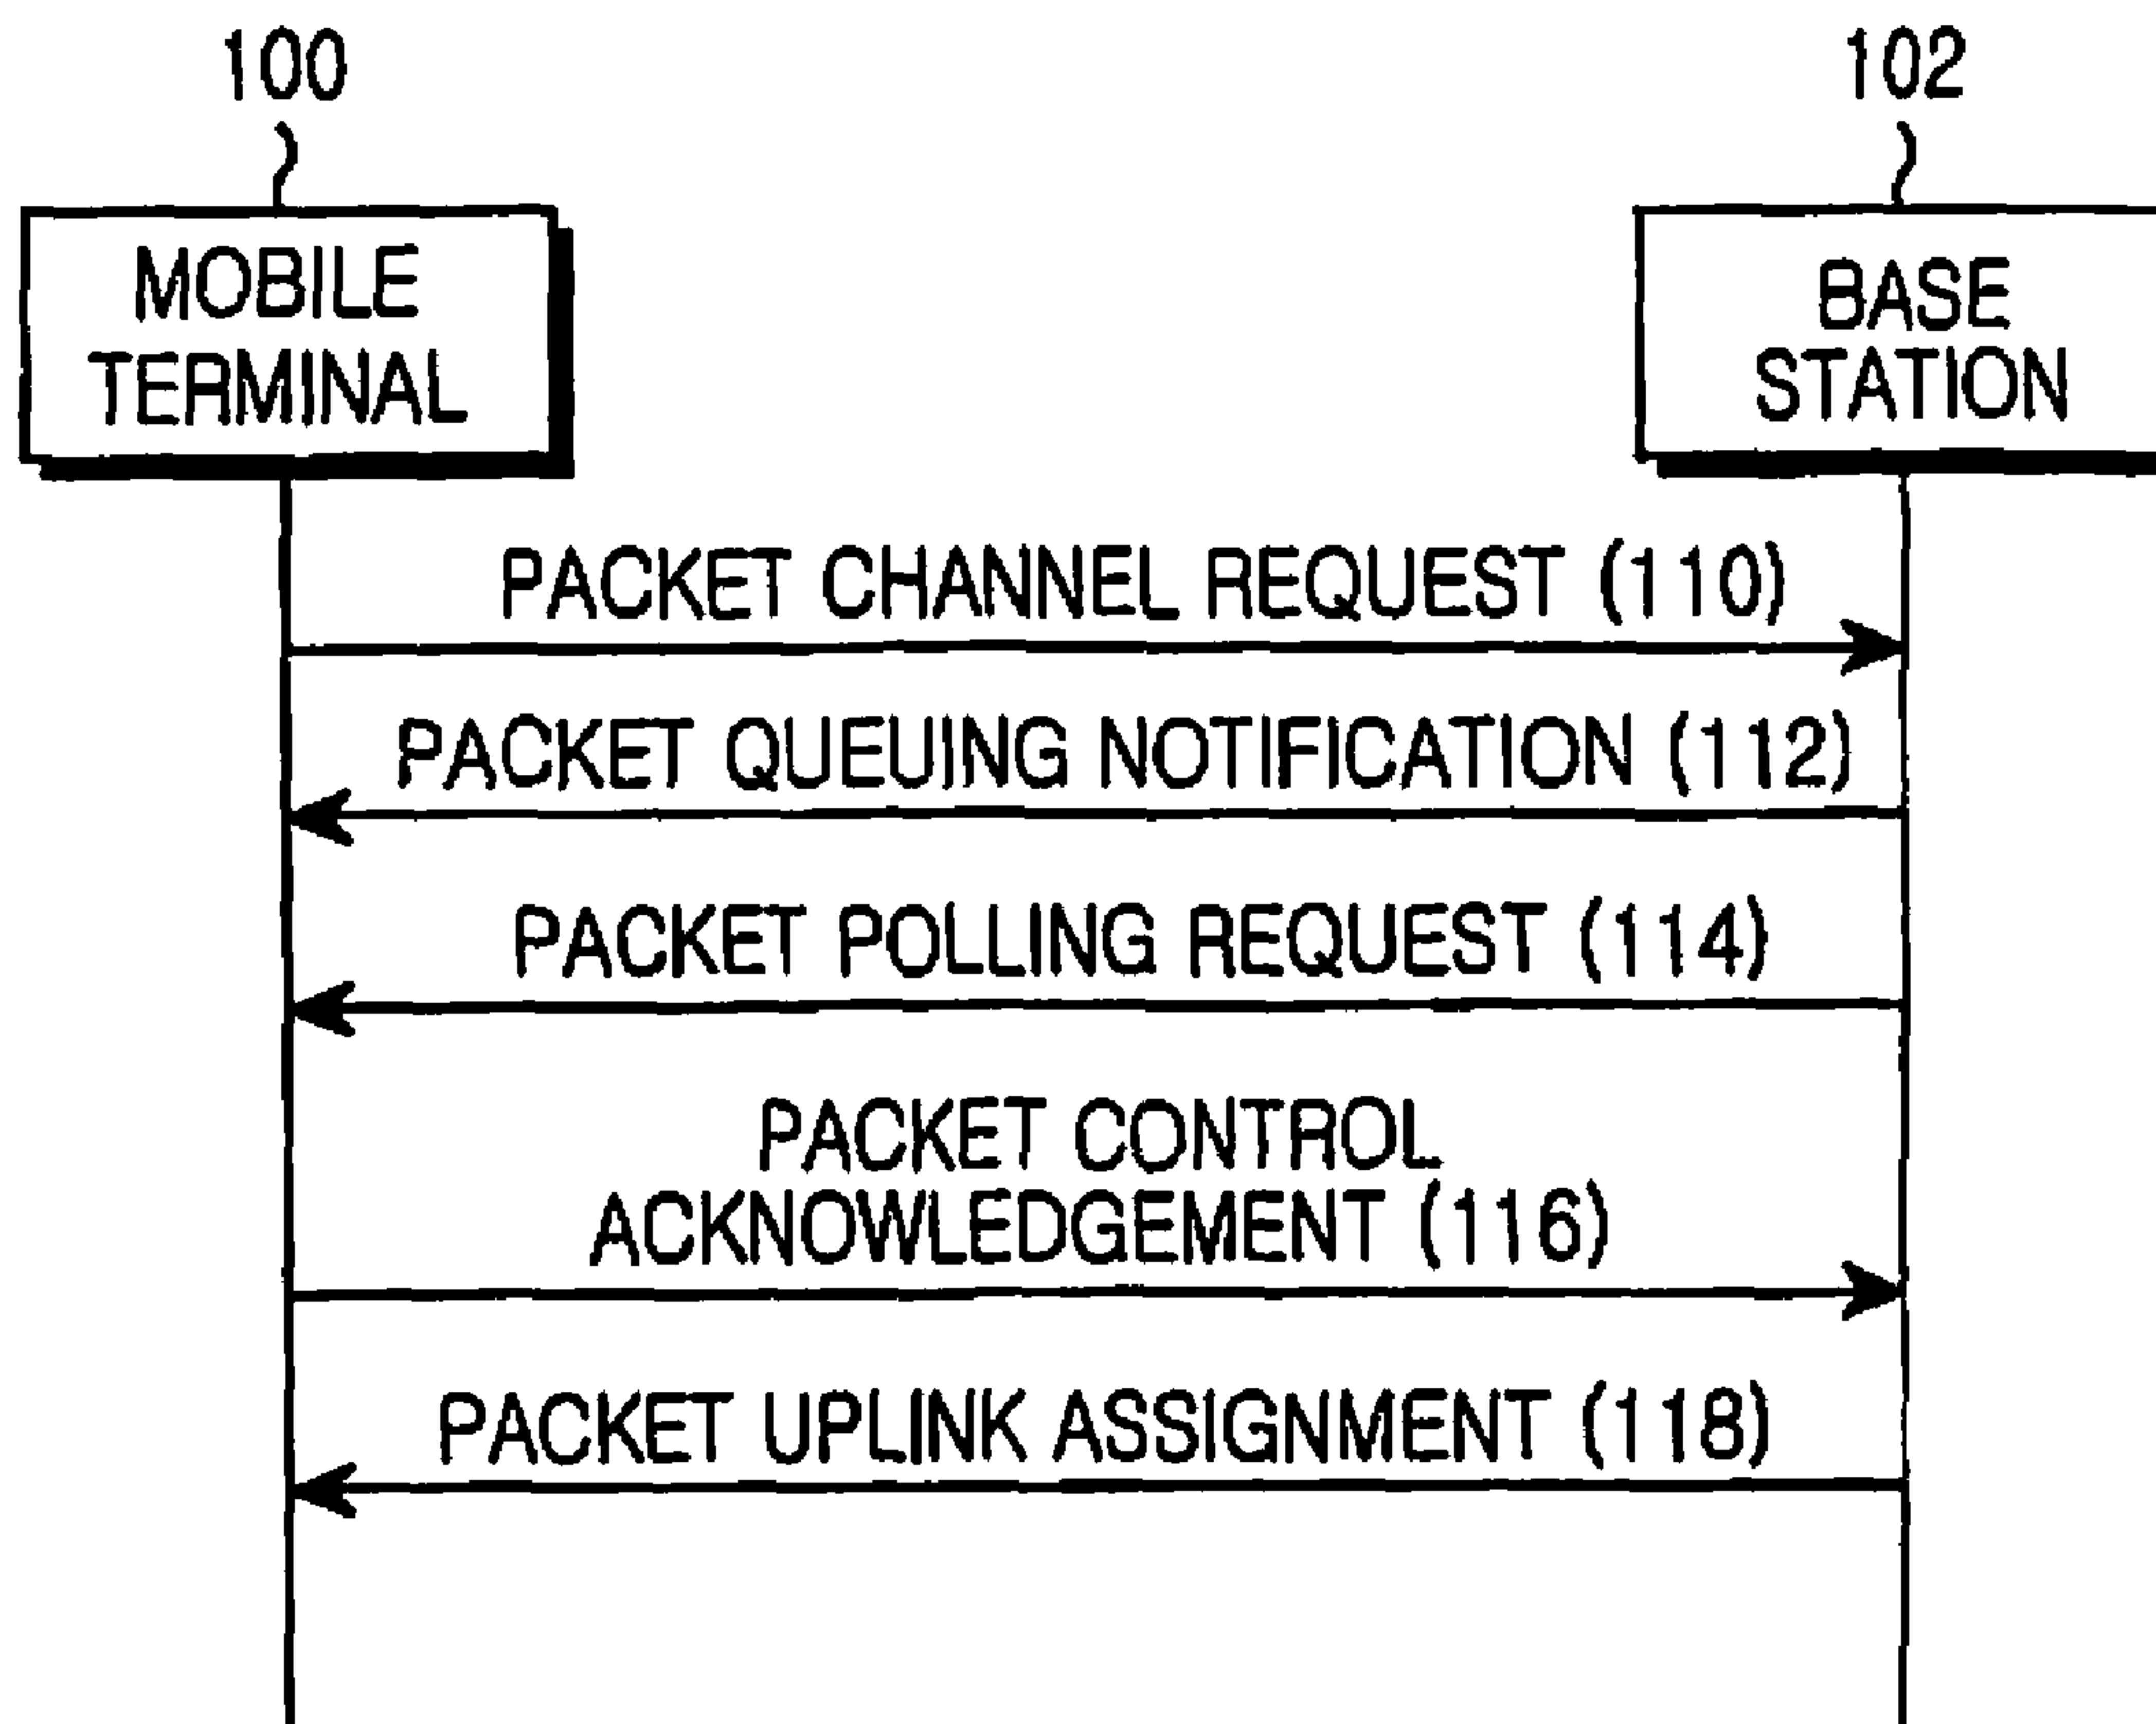 100
102
MOBILE
TERMINAL
BASE
STATION
PACKET CHANNEL REQUEST (110)
PACKET QUEUING NOTIFICATION (112)
PACKET POLLING REQUEST (114)
PACKET CONTROL
ACKNOWLEDGEMENT (116)
PACKET UPLINK ASSIGNMENT (118)